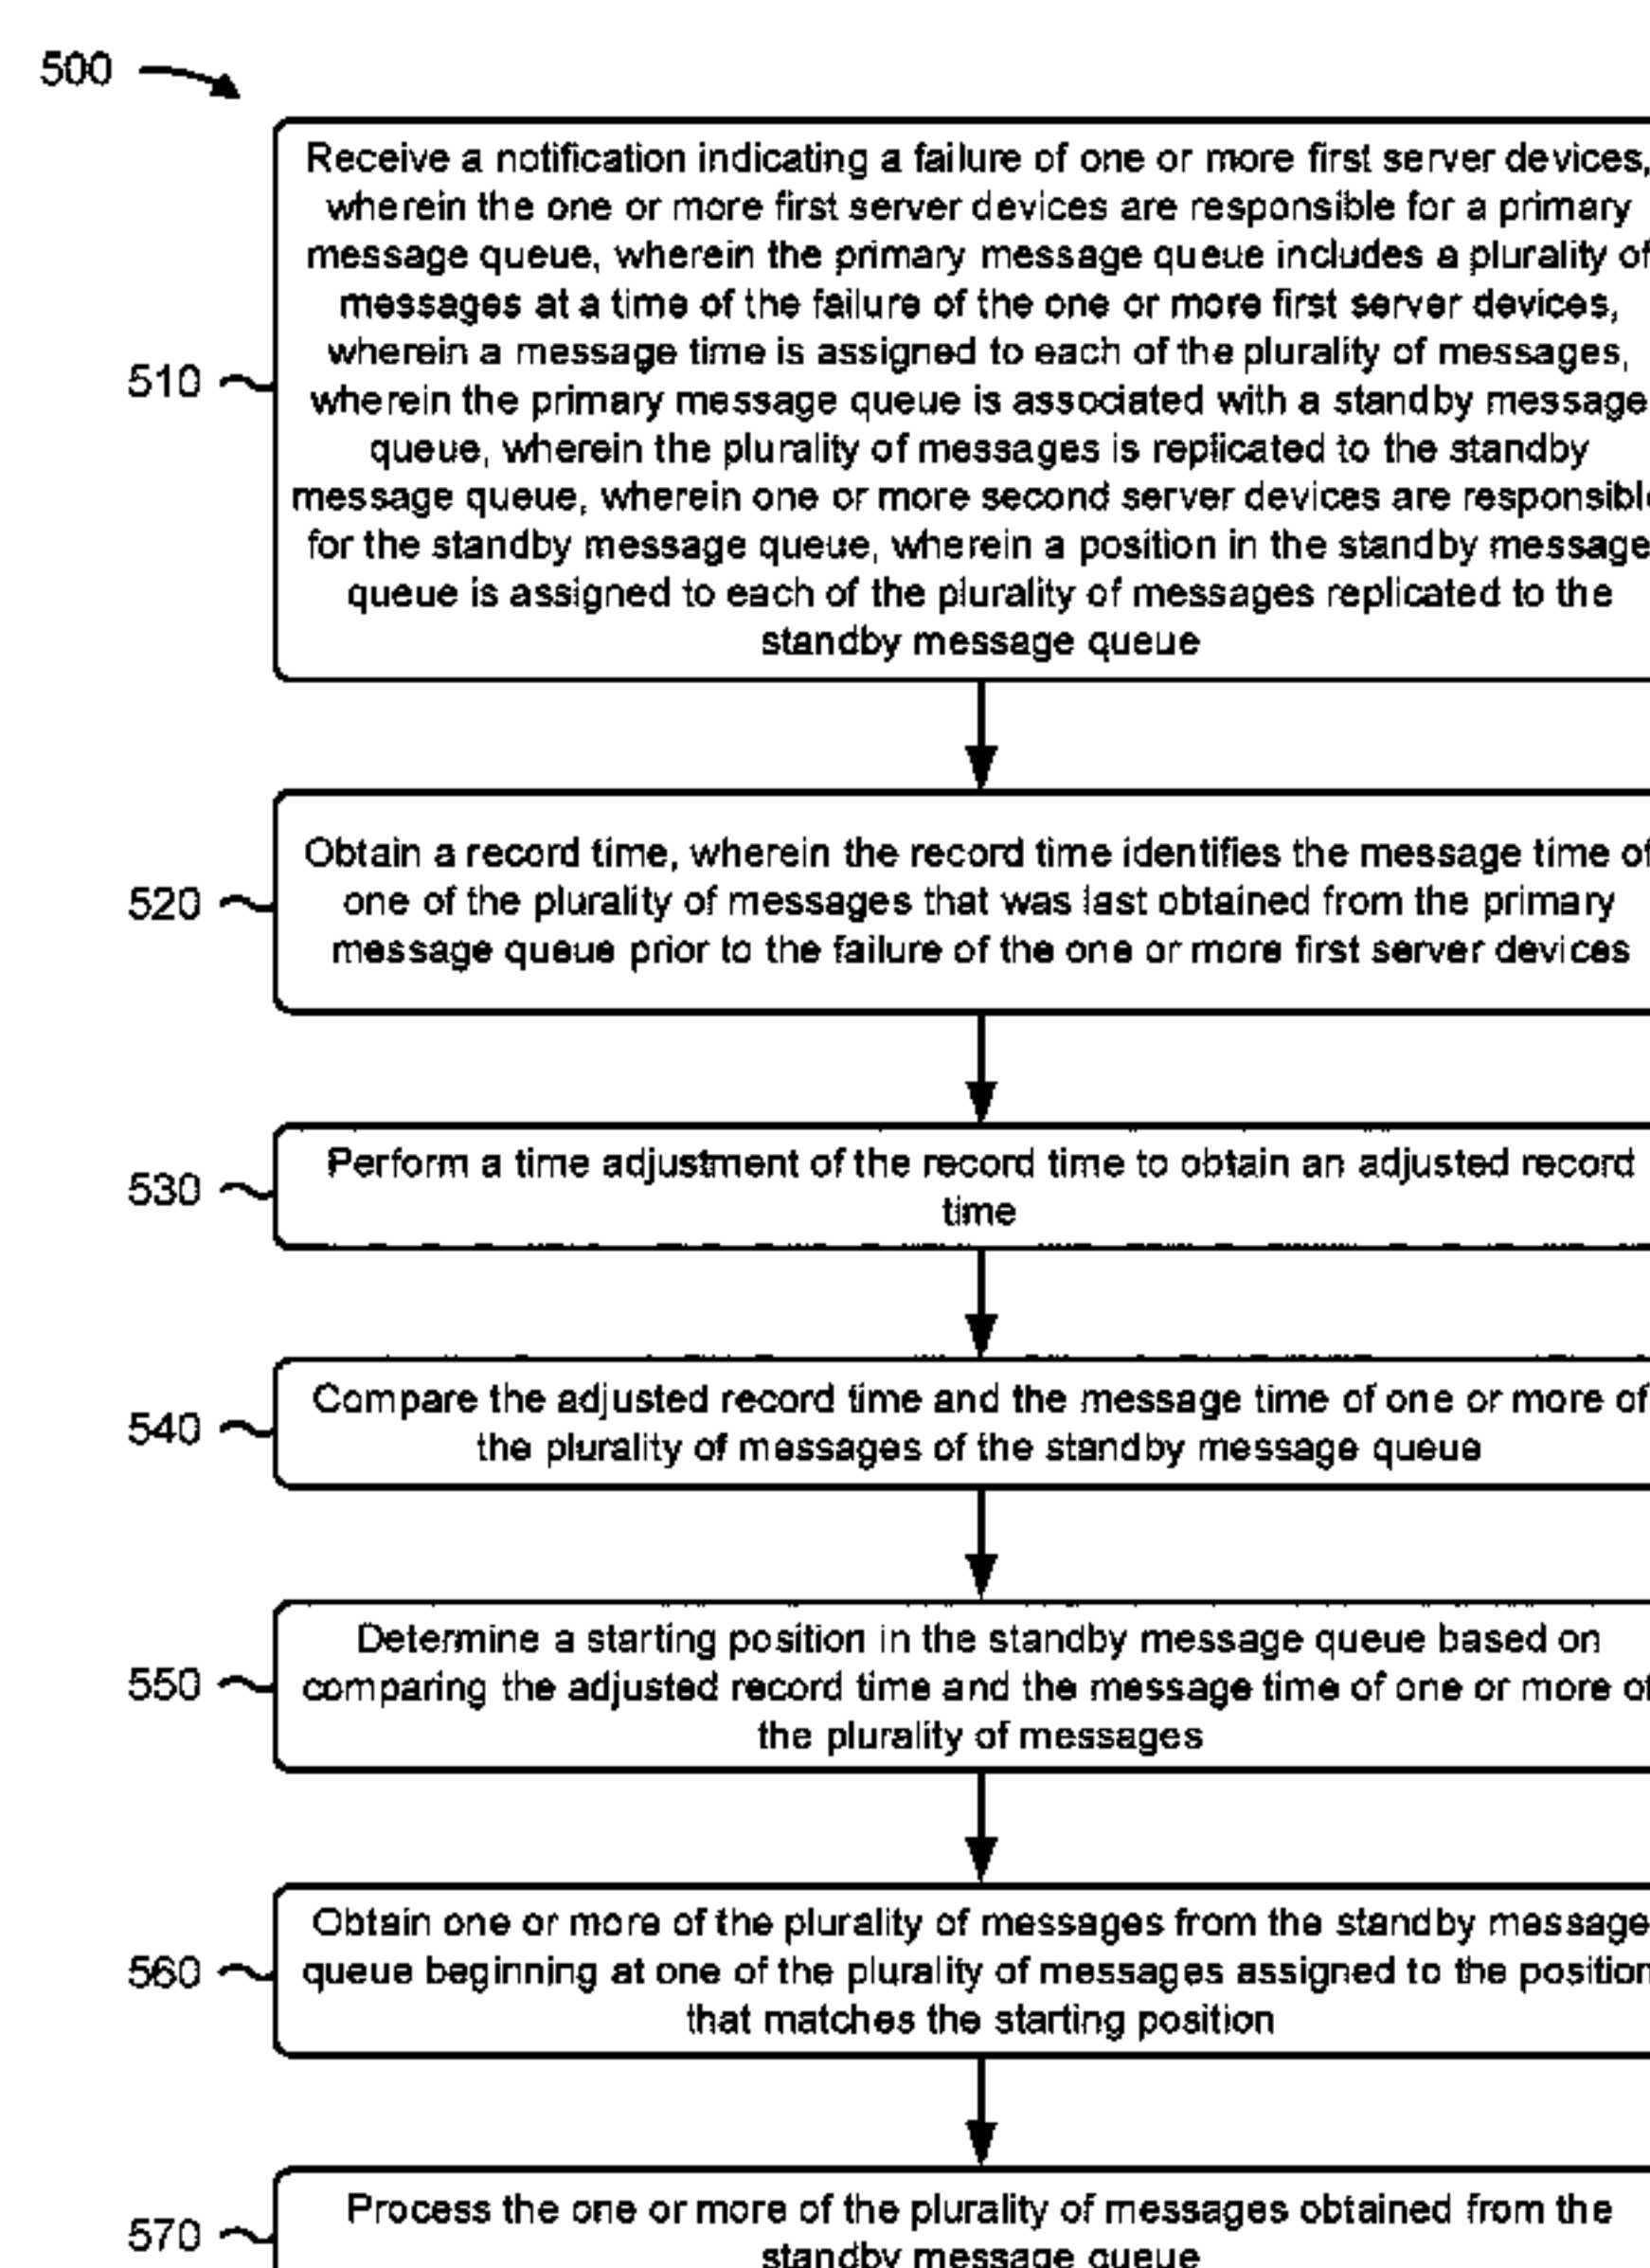 500
Receive a notification indicating a failure of one or more first server devices,
wherein the one or more first server devices are responsible for a primary
message queue, wherein the primary message queue includes a plurality of
messages at a time of the failure of the one or more first server devices,
wherein a message time is assigned to each of the plurality of messages,
510
wherein the primary message queue is associated with a standby message
queue, wherein the plurality of messages is replicated to the standby
message queue, wherein one or more second server devices are responsible
for the standby message queue, wherein a position in the standby message
queue is assigned to each of the plurality of messages replicated to the
standby message queue
Obtain a record time, wherein the record time identifies the message time of
520
one of the plurality of messages that was last obtained from the primary
message queue prior to the failure of the one or more first server devices
530
Perform a time adjustment of the record time to obtain an adjusted record
time
540
Compare the adjusted record time and the message time of one or more of
the plurality of messages of the standby message queue
Determine a starting position in the standby message queue based on
550
comparing the adjusted record time and the message time of one or more of
the plurality of messages
Obtain one or more of the plurality of messages from the standby message
560
queue beginning at one of the plurality of messages assigned to the position
that matches the starting position
570
Process the one or more of the plurality of messages obtained from the
standby message queue